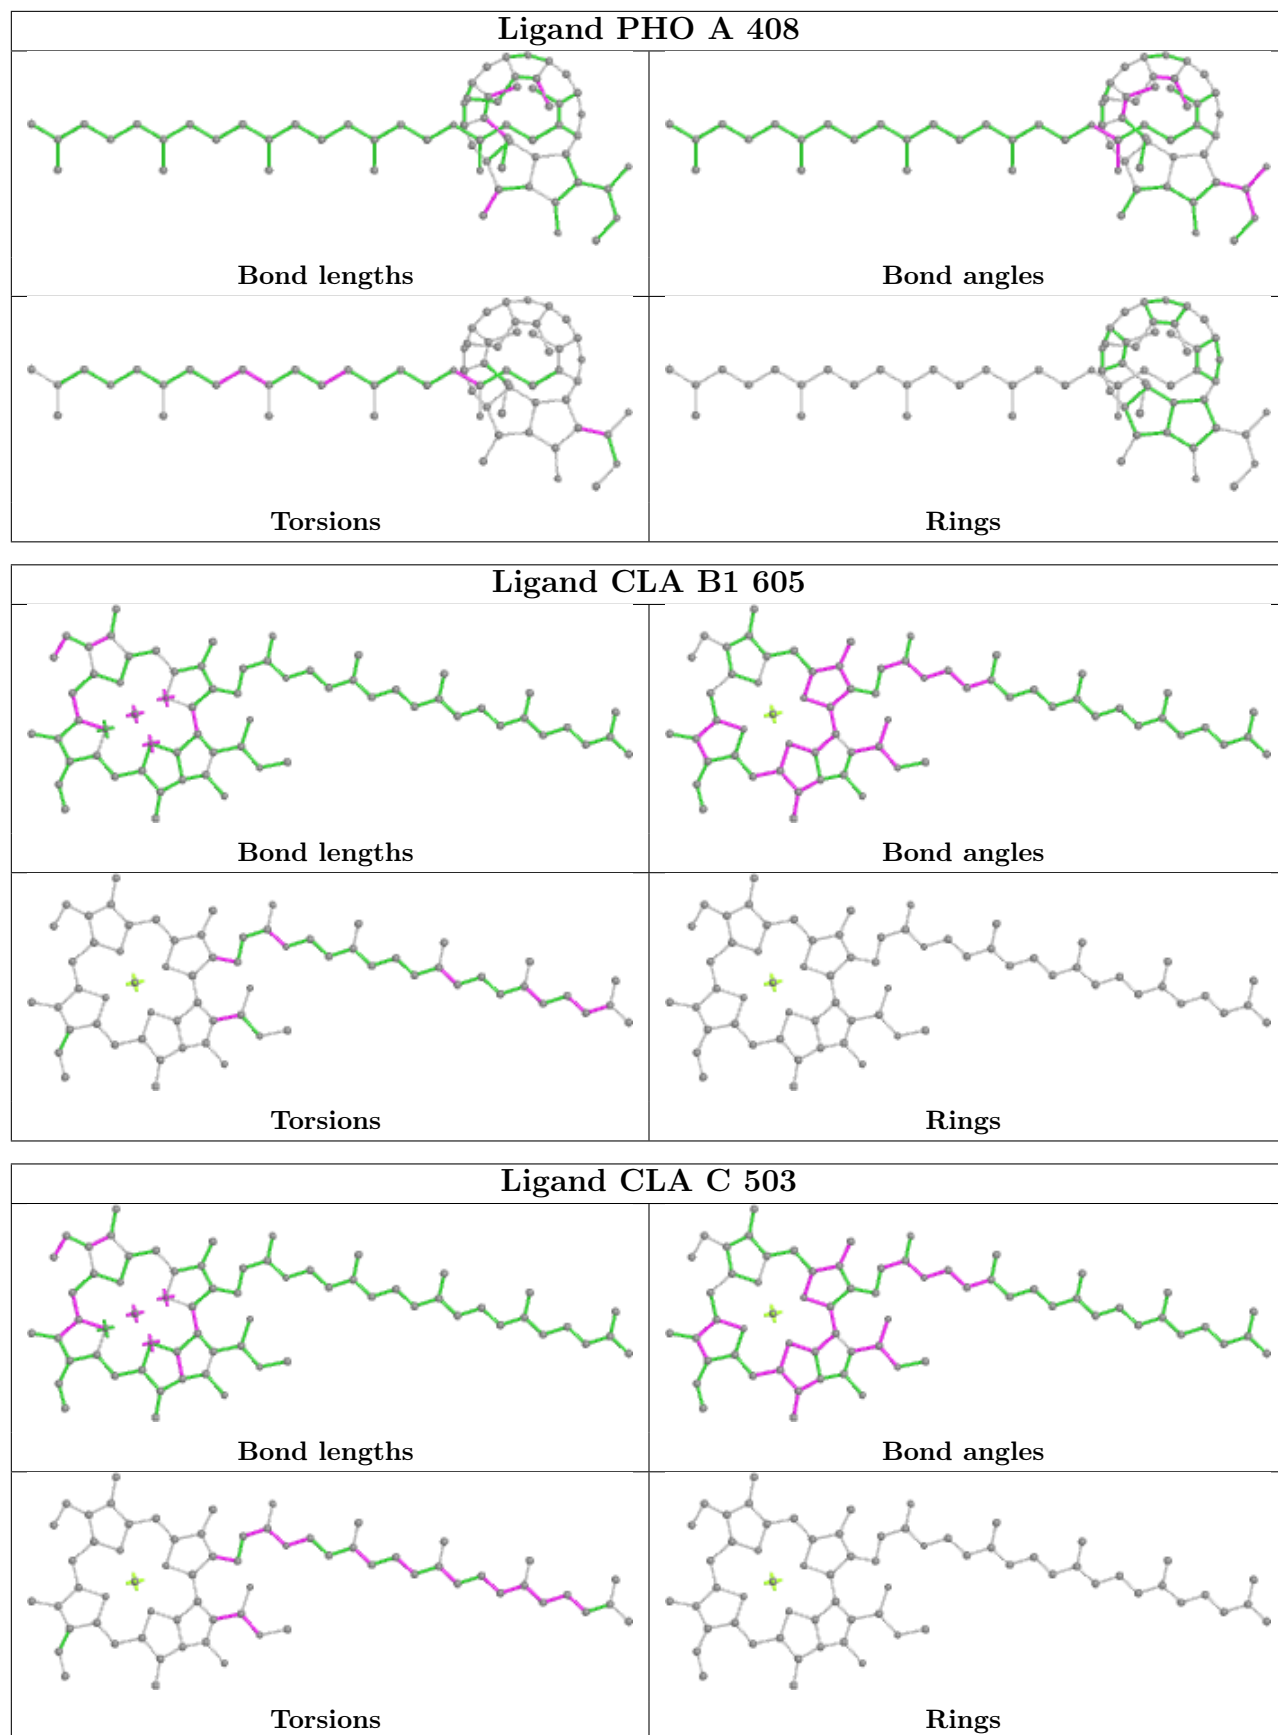 Ligand PHO A 408
Bond lengths
Bond angles
Torsions
Rings
Ligand CLA B1 605
Bond lengths
Bond angles
Torsions
Rings
Ligand CLA C 503
Bond lengths
Bond angles
Torsions
Rings